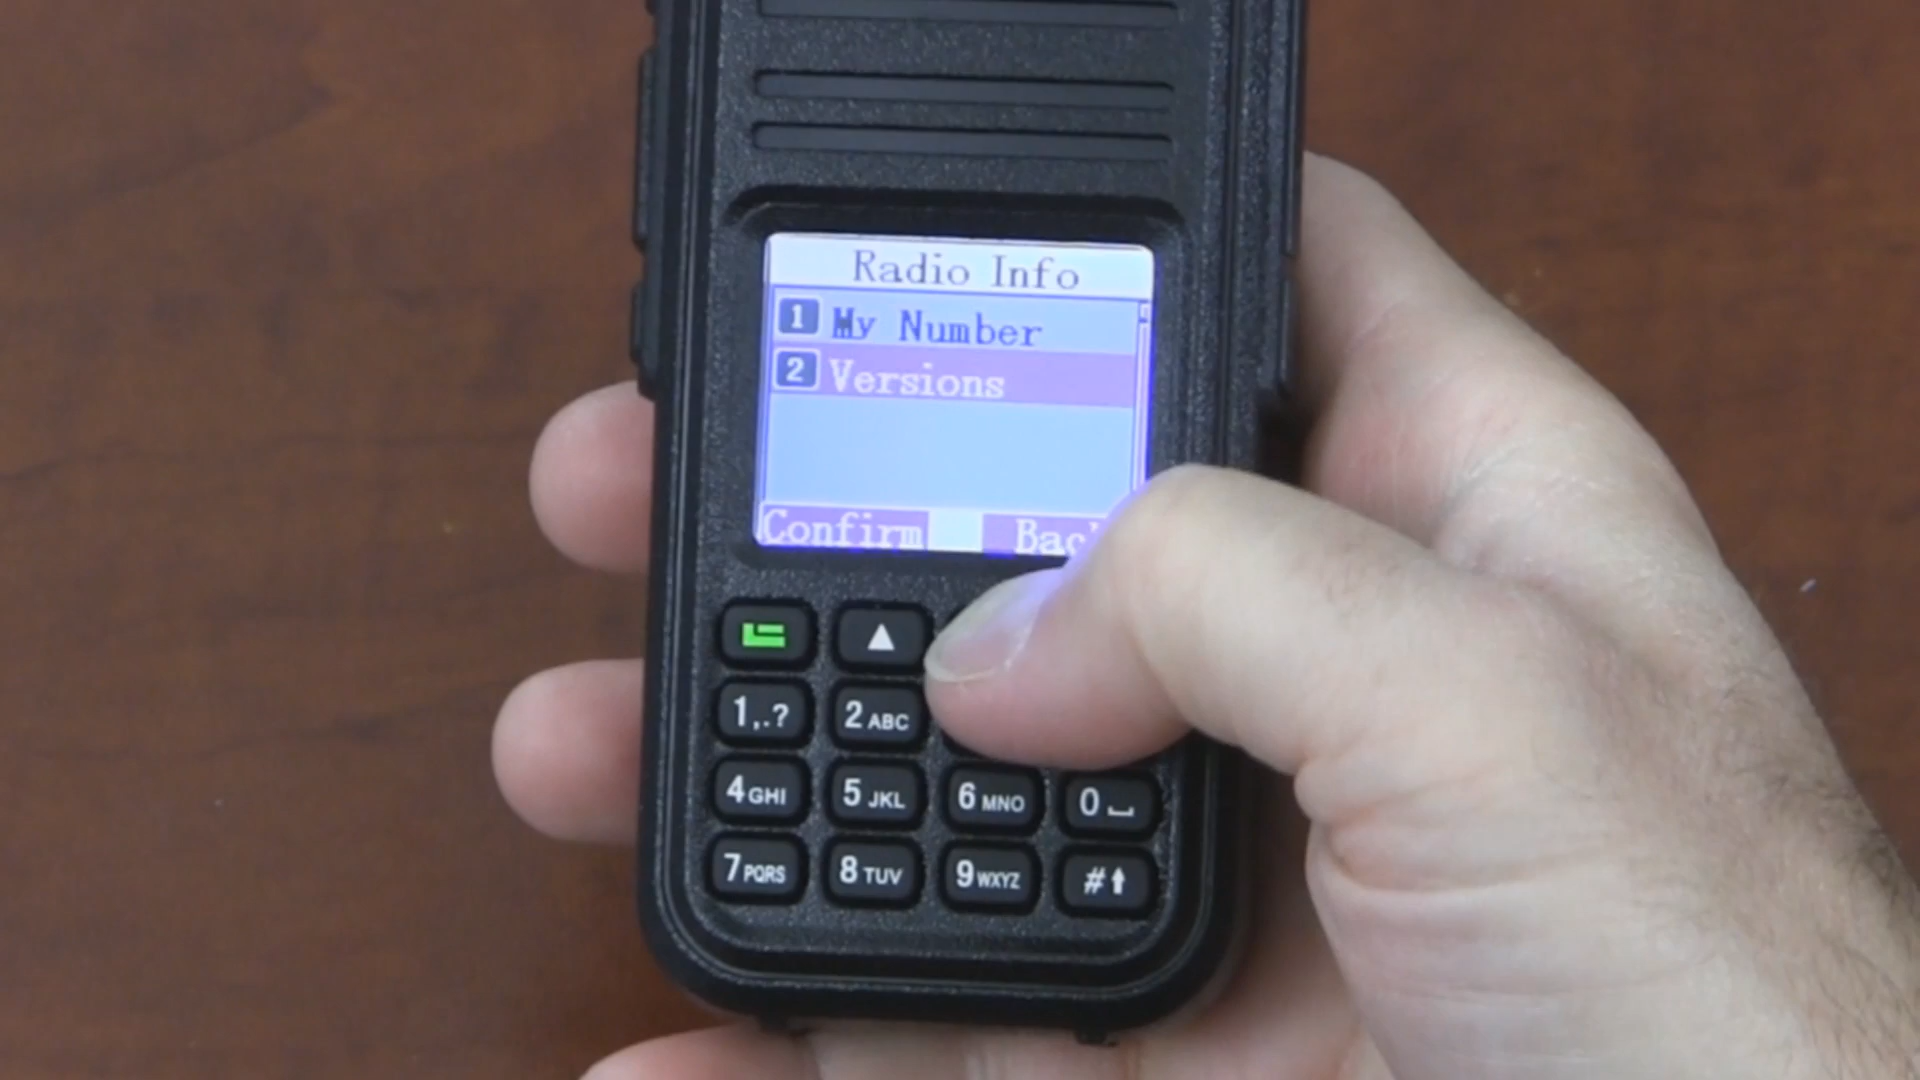 Radio Info
1 My Number
2 Versions
Confirm Bac
▲
1,.? 2 ABC
4 GHI 5 JKL 6 MNO 0
7 PQRS 8 TUV 9 WXYZ #